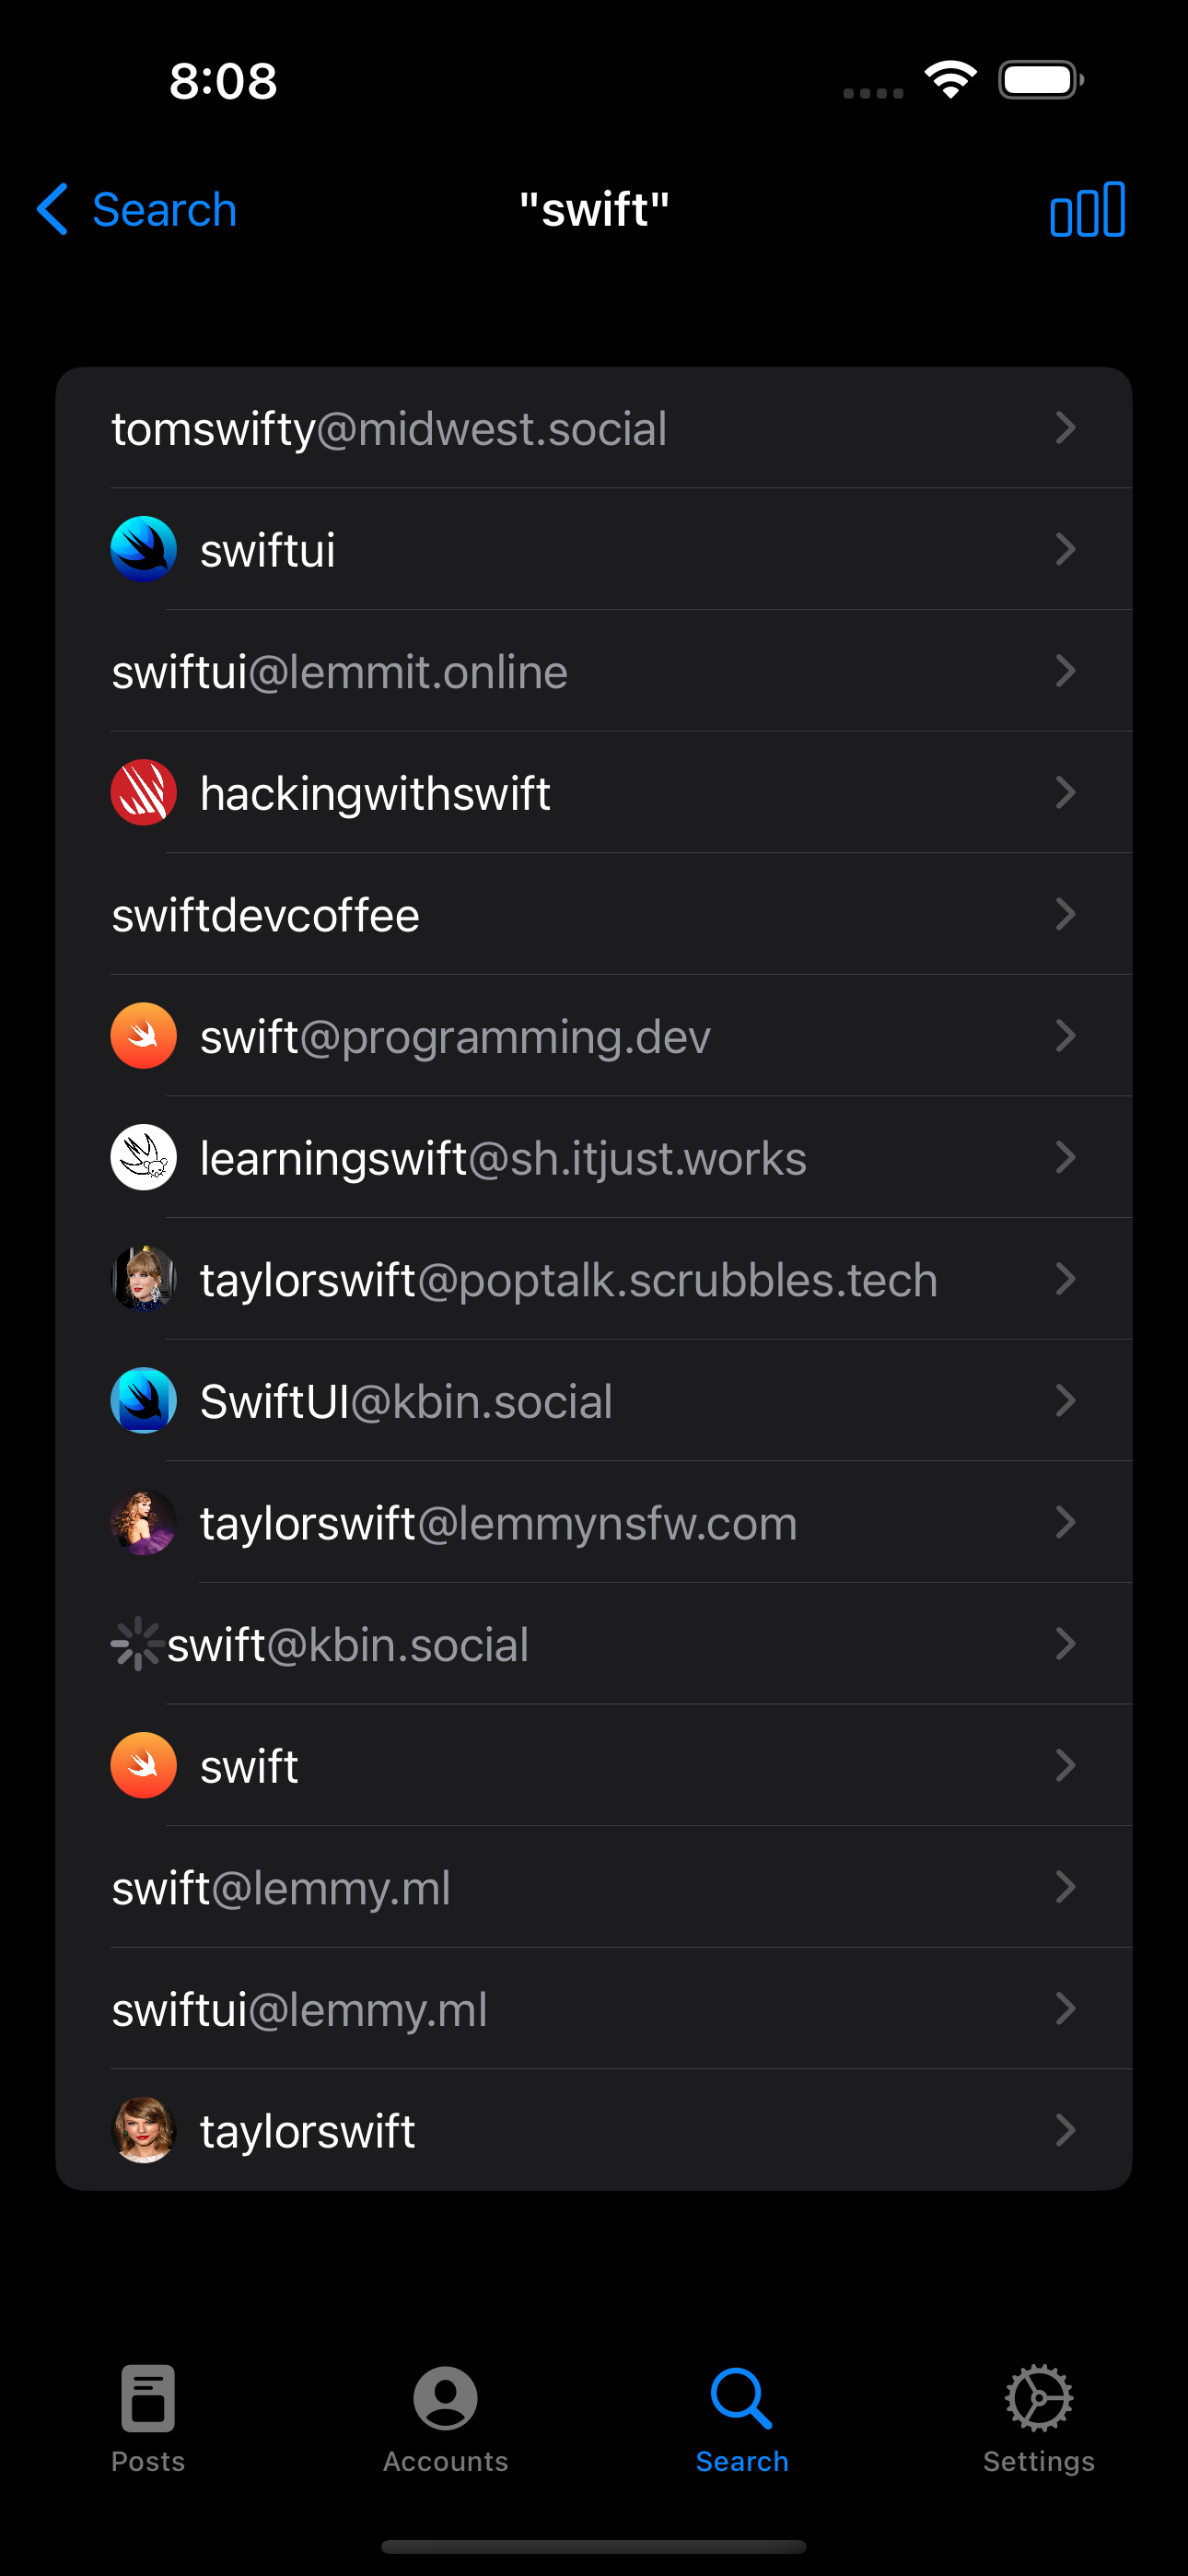 8:08
Search
"swift"
tomswifty@midwest.social
swiftui
swiftui@lemmit.online
hackingwithswift
swiftdevcoffee
swift@programming.dev
learningswift@sh.itjust.works
taylorswift@poptalk.scrubbles.tech
SwiftUI@kbin.social
taylorswift@lemmynsfw.com
swift@kbin.social
swift
swift@lemmy.ml
swiftui@lemmy.ml
taylorswift
Posts
Accounts
Search
Settings